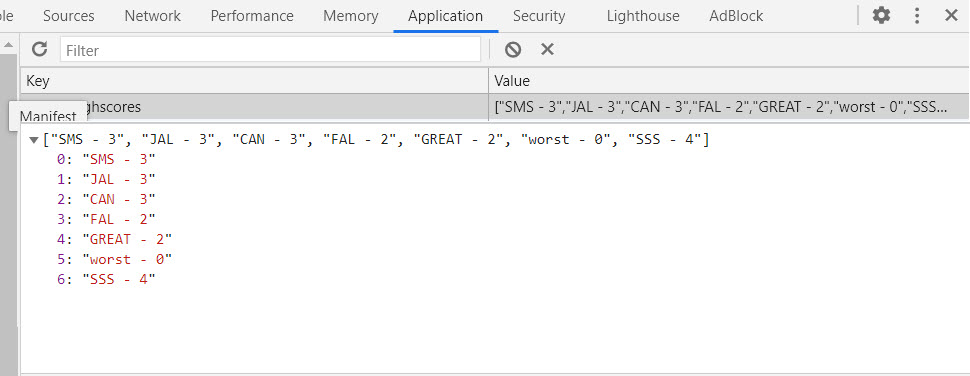 Sources Network Performance Memory Application Security Lighthouse AdBlock
Filter
Key Value
ghscores ["SMS - 3","JAL - 3","CAN - 3","FAL - 2","GREAT - 2","worst - 0","SSS...
Manifest
["SMS - 3", "JAL - 3", "CAN - 3", "FAL - 2", "GREAT - 2", "worst - 0", "SSS - 4"]
0: "SMS - 3"
1: "JAL - 3"
2: "CAN - 3"
3: "FAL - 2"
4: "GREAT - 2"
5: "worst - 0"
6: "SSS - 4"